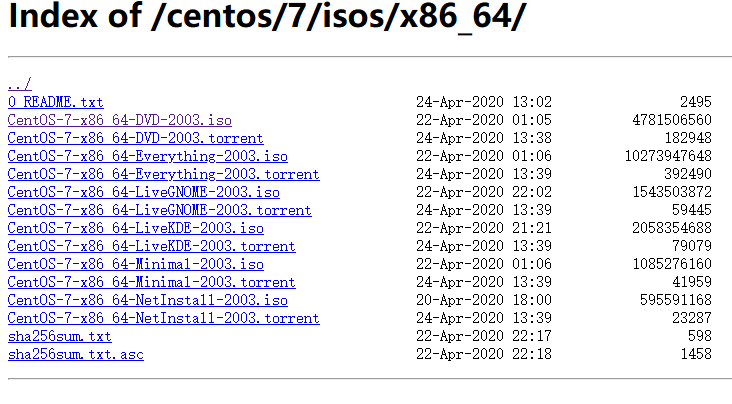 Index of /centos/7/isos/x86_64/
../
0_README.txt 24-Apr-2020 13:02 2495
CentOS-7-x86_64-DVD-2003.iso 22-Apr-2020 01:05 4781506560
CentOS-7-x86_64-DVD-2003.torrent 24-Apr-2020 13:38 182948
CentOS-7-x86_64-Everything-2003.iso 22-Apr-2020 01:06 10273947648
CentOS-7-x86_64-Everything-2003.torrent 24-Apr-2020 13:39 392490
CentOS-7-x86_64-LiveGNOME-2003.iso 22-Apr-2020 22:02 1543503872
CentOS-7-x86_64-LiveGNOME-2003.torrent 24-Apr-2020 13:39 59445
CentOS-7-x86_64-LiveKDE-2003.iso 22-Apr-2020 21:21 2058354688
CentOS-7-x86_64-LiveKDE-2003.torrent 24-Apr-2020 13:39 79079
CentOS-7-x86_64-Minimal-2003.iso 22-Apr-2020 01:06 1085276160
CentOS-7-x86_64-Minimal-2003.torrent 24-Apr-2020 13:39 41959
CentOS-7-x86_64-NetInstall-2003.iso 20-Apr-2020 18:00 595591168
CentOS-7-x86_64-NetInstall-2003.torrent 24-Apr-2020 13:39 23287
sha256sum.txt 22-Apr-2020 22:17 598
sha256sum.txt.asc 22-Apr-2020 22:18 1458